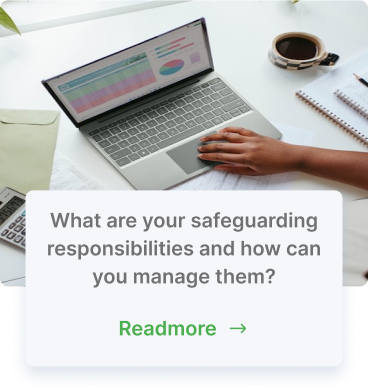 What are your safeguarding
responsibilities and how can
you manage them?
Readmore →